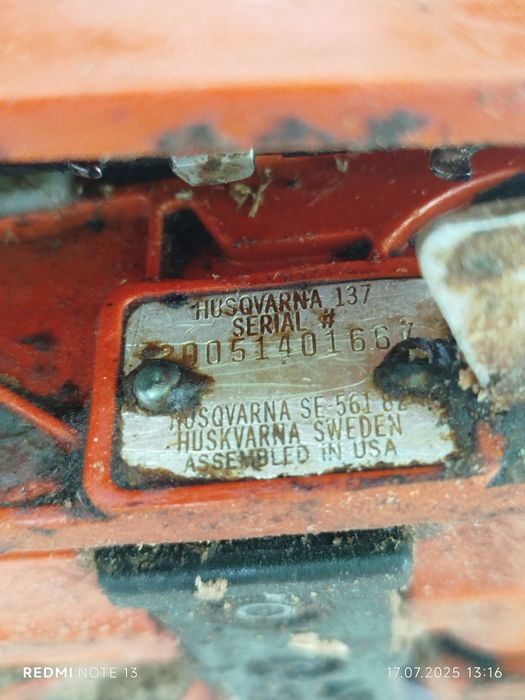 HUSQVARNA 137
SERIAL #
20051401667
HUSQVARNA SE-561 82
HUSKVARNA SWEDEN
ASSEMBLED IN USA
REDMI NOTE 13
17.07.2025 13:16